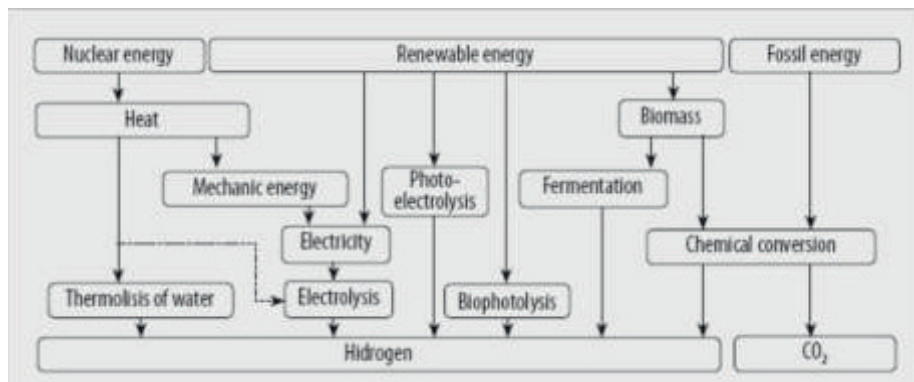 Nuclear energy
Renewable energy
Fossil energy
Heat
Biomass
Mechanic energy
Photo-
electrolysis
Fermentation
Electricity
Chemical conversion
Thermolisis of water
Electrolysis
Biophotolysis
Hidrogen
CO₂